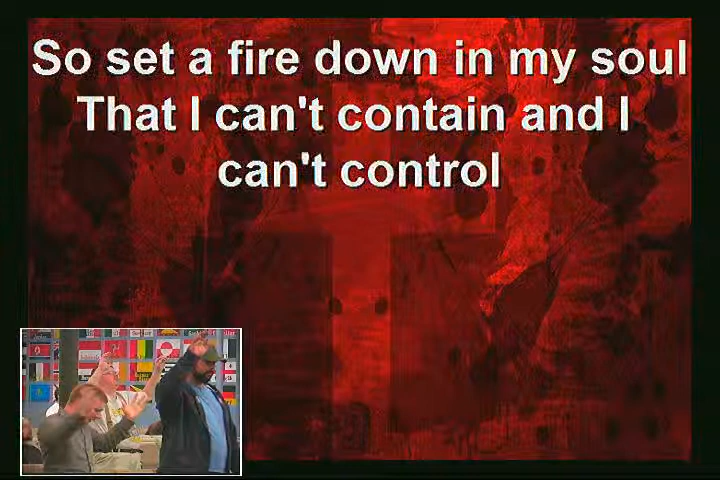 So set a fire down in my soul
That I can't contain and I
can't control